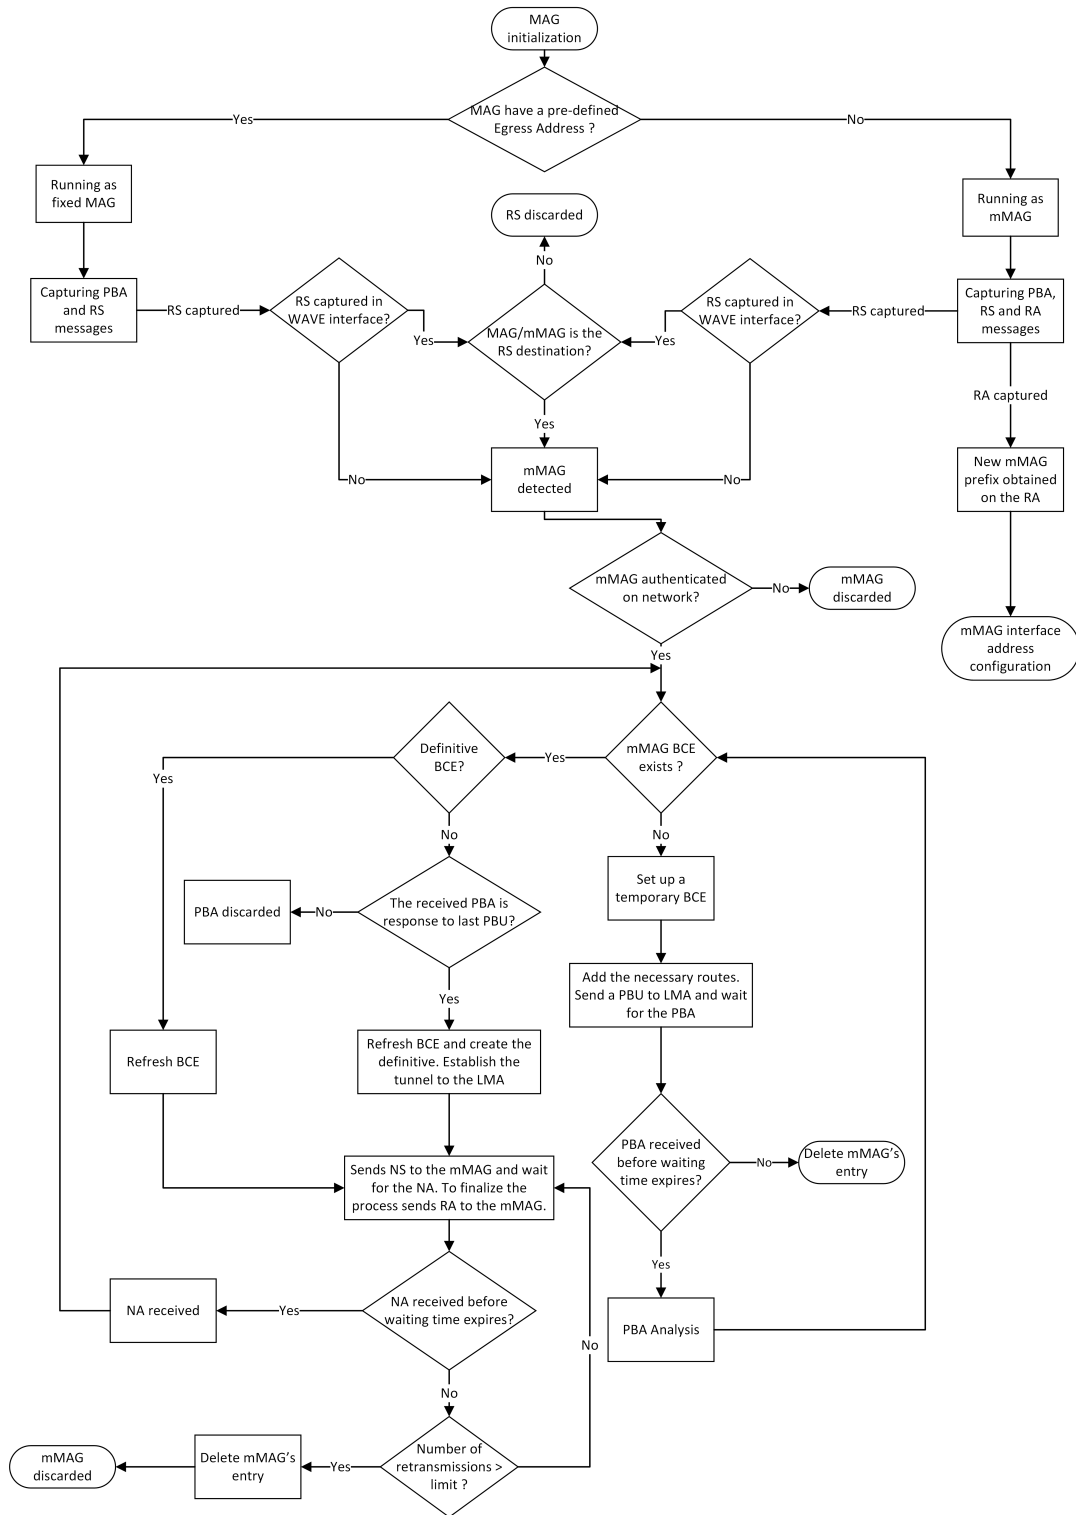 MAG
initialization
MAG have a pre-defined
Egress Address ?
Yes
No
Running as
fixed MAG
Running as
mMAG
RS discarded
No
Capturing PBA
and RS
messages
RS captured
RS captured in
WAVE interface?
Yes
MAG/mMAG is the
RS destination?
Yes
RS captured in
WAVE interface?
RS captured
Capturing PBA,
RS and RA
messages
RA captured
Yes
No
mMAG
detected
No
New mMAG
prefix obtained
on the RA
mMAG authenticated
on network?
No
mMAG
discarded
mMAG interface
address
configuration
Yes
Definitive
BCE?
Yes
mMAG BCE
exists ?
Yes
No
No
The received PBA is
response to last PBU?
No
PBA discarded
Set up a
temporary BCE
Add the necessary routes.
Send a PBU to LMA and wait
for the PBA
Yes
Refresh BCE
Refresh BCE and create the
definitive. Establish the
tunnel to the LMA
PBA received
before waiting
time expires?
No
Delete mMAG's
entry
Sends NS to the mMAG and wait
for the NA. To finalize the
process sends RA to the mMAG.
Yes
NA received
Yes
NA received before
waiting time expires?
PBA Analysis
No
No
mMAG
discarded
Delete mMAG's
entry
Yes
Number of
retransmissions >
limit ?